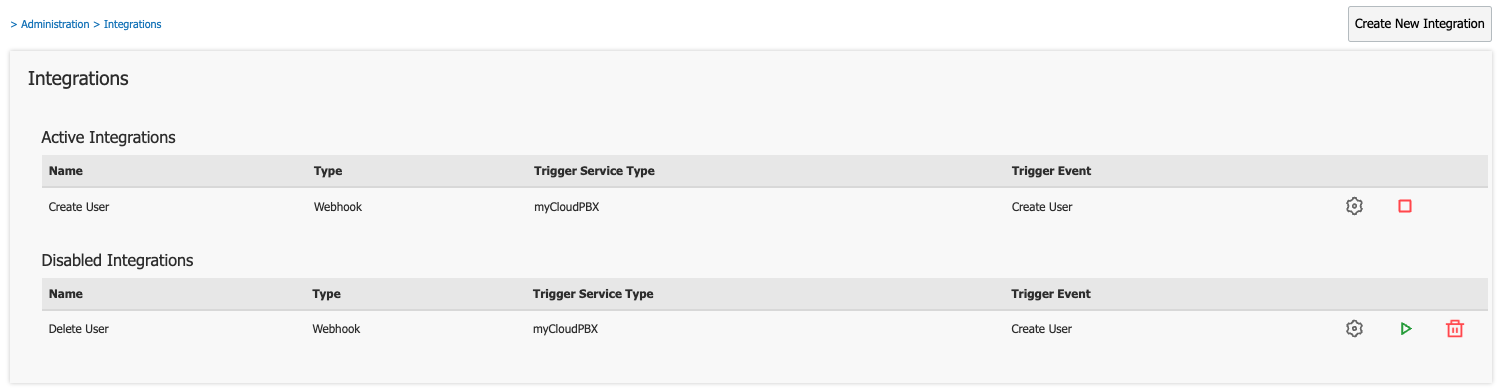 > Administration > Integrations
Create New Integration
Integrations
Active Integrations
Name Type Trigger Service Type Trigger Event
Create User Webhook myCloudPBX Create User
Disabled Integrations
Name Type Trigger Service Type Trigger Event
Delete User Webhook myCloudPBX Create User